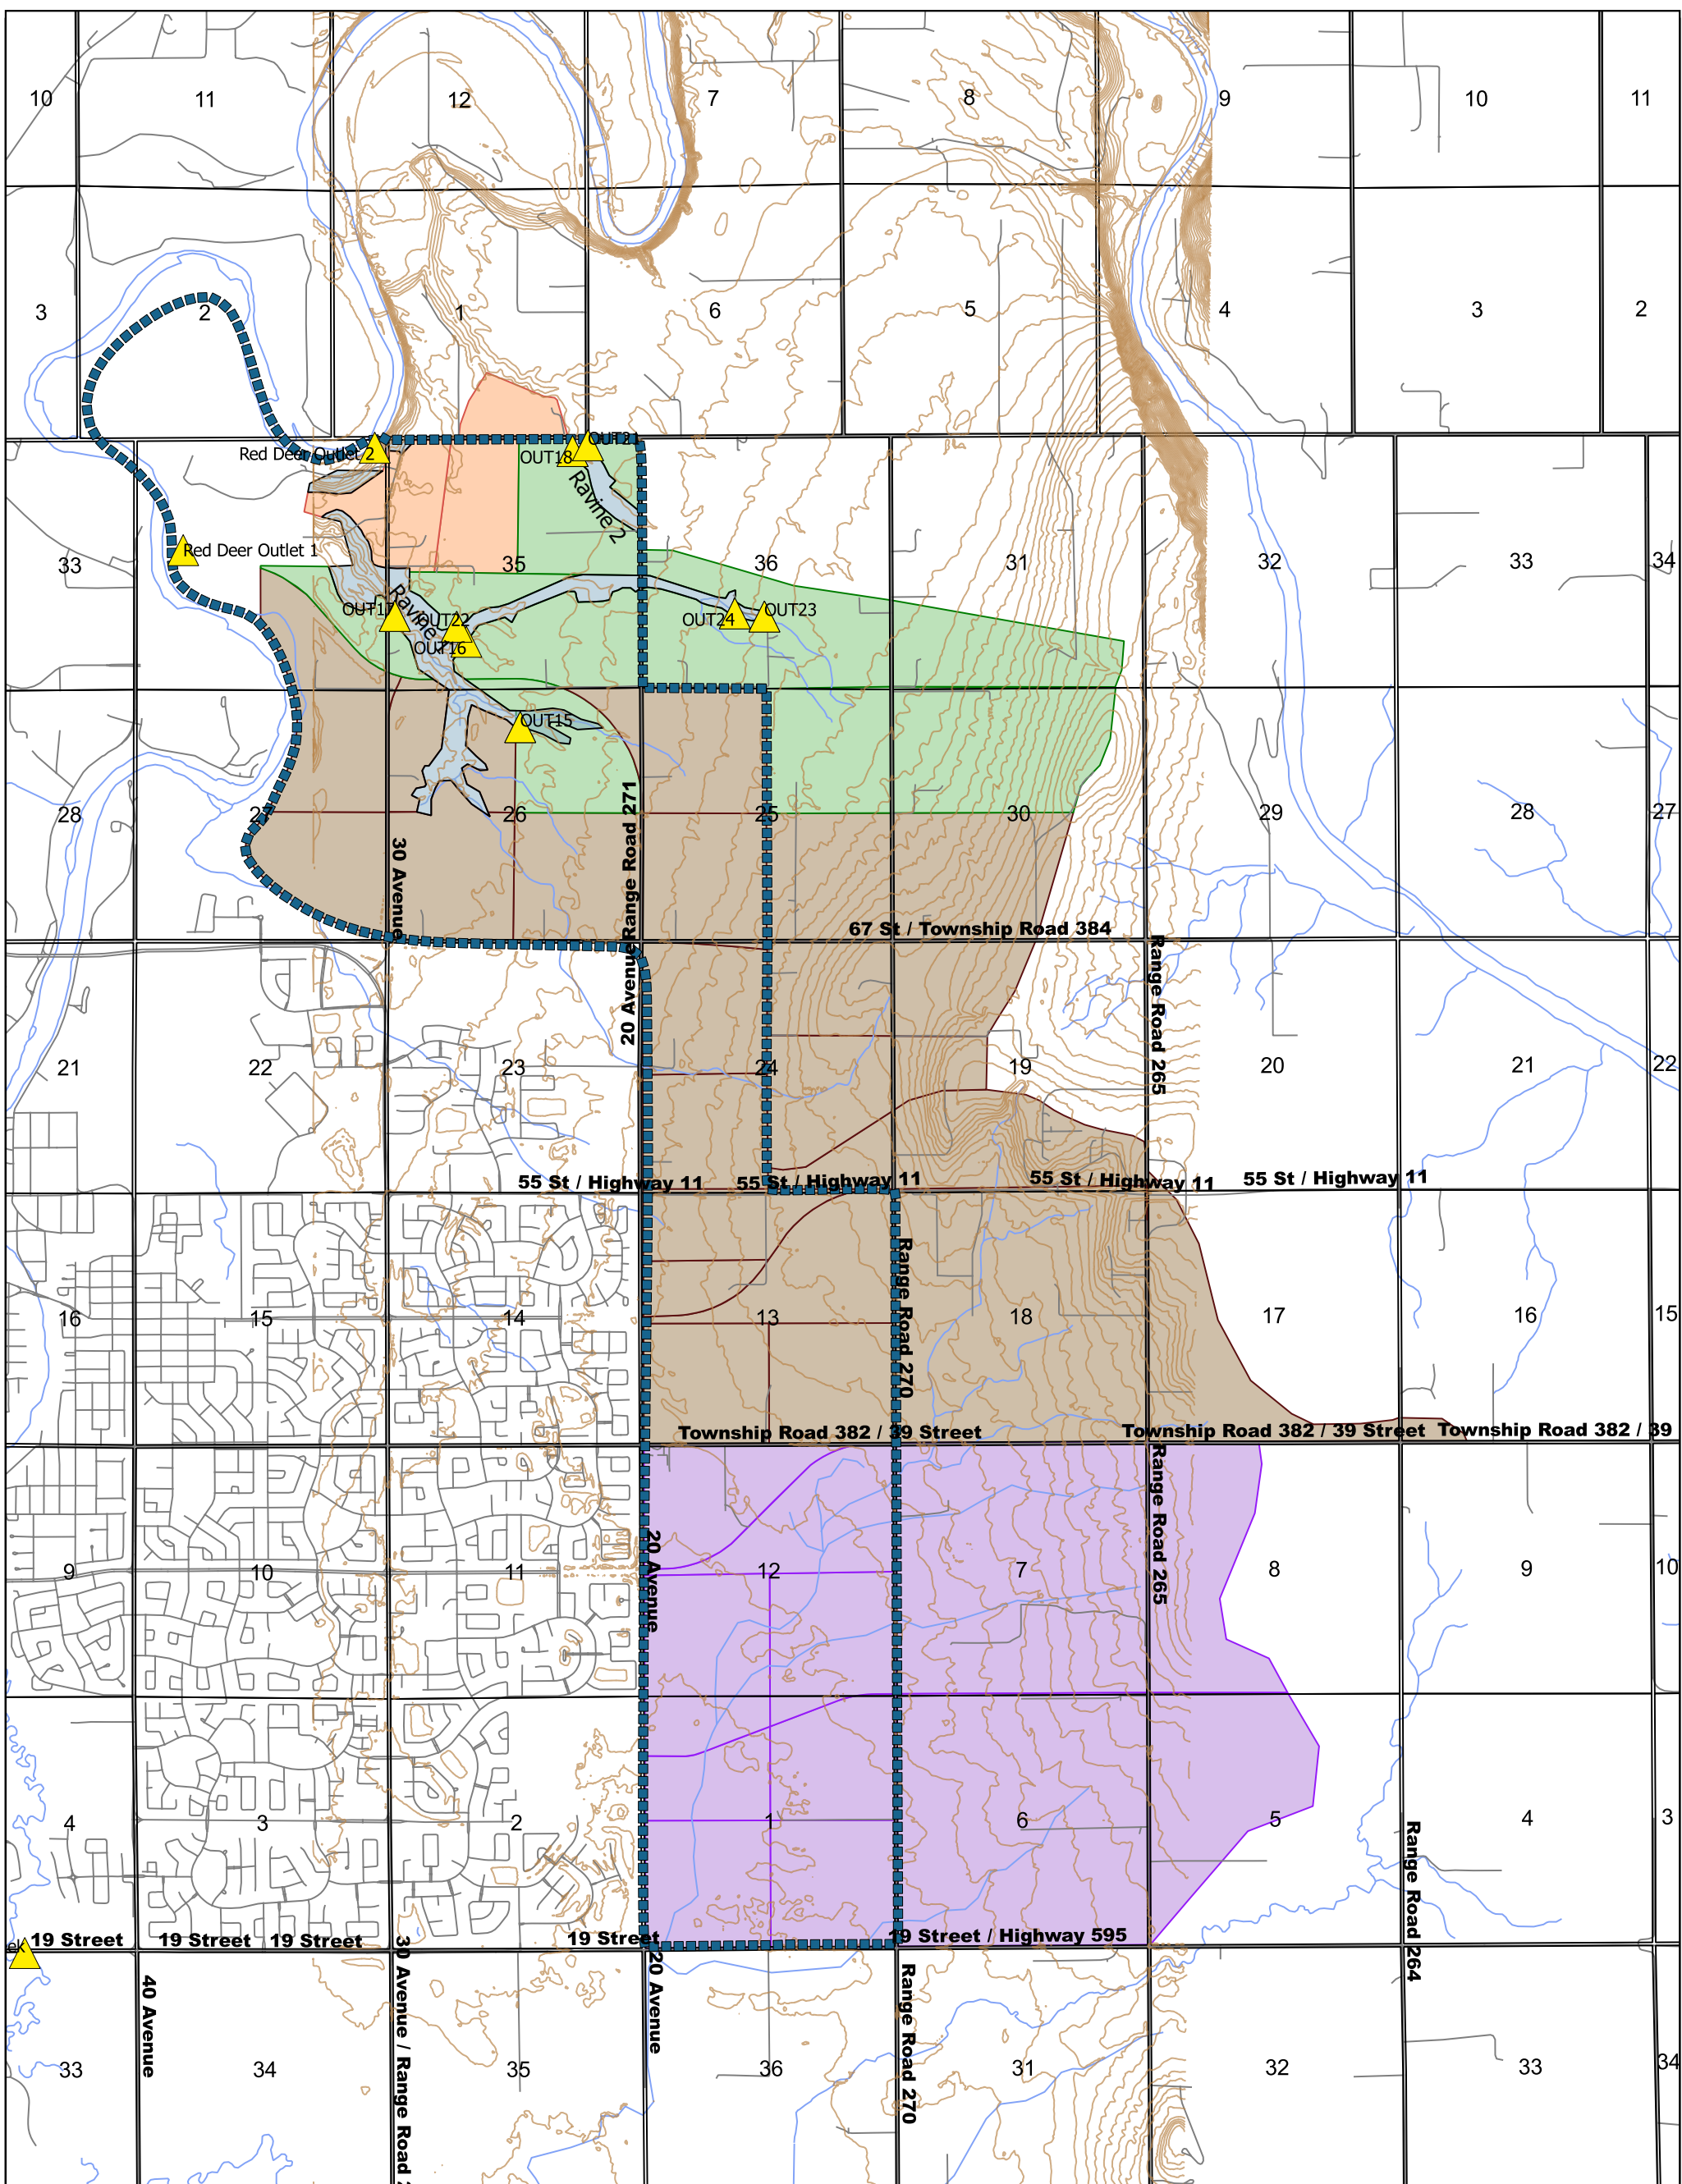 10 11 12 7 8 9 10 11
3 2 1 6 5 4 3 2
OUT21
Red Deer Outlet 2
OUT18
Ravine 2
Red Deer Outlet 1
33 35 36 31 32 33 34
OUT17
Ravine
OUT22
OUT16
OUT24
OUT23
OUT15
28 27 26 25 30 29 28 27
30 Avenue
20 Avenue
Range Road 271
67 St / Township Road 384
Range Road 265
21 22 23 24 19 20 21 22
55 St / Highway 11
55 St / Highway 11
55 St / Highway 11
55 St / Highway 11
Range Road 270
16 15 14 13 18 17 16 15
Township Road 382 / 39 Street
Township Road 382 / 39 Street
Township Road 382 / 39
20 Avenue
Range Road 265
9 10 11 12 7 8 9 10
4 3 2 1 6 5 4 3
Range Road 264
19 Street
19 Street
19 Street
19 Street
19 Street / Highway 595
40 Avenue
30 Avenue / Range Road
20 Avenue
Range Road 270
33 34 35 36 31 32 33 34